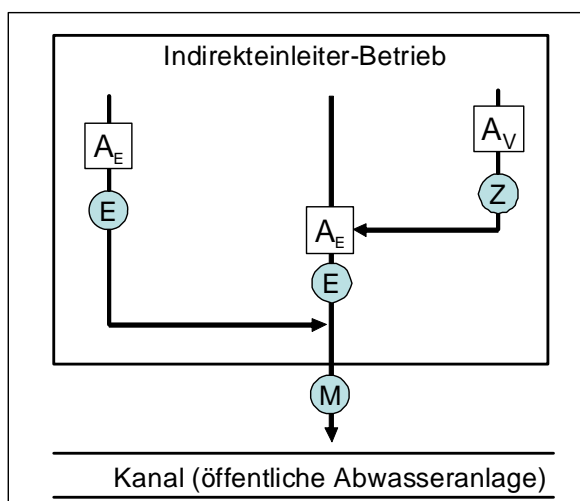 Indirekteinleiter-Betrieb
A_E
A_V
E
Z
A_E
E
M
Kanal (öffentliche Abwasseranlage)